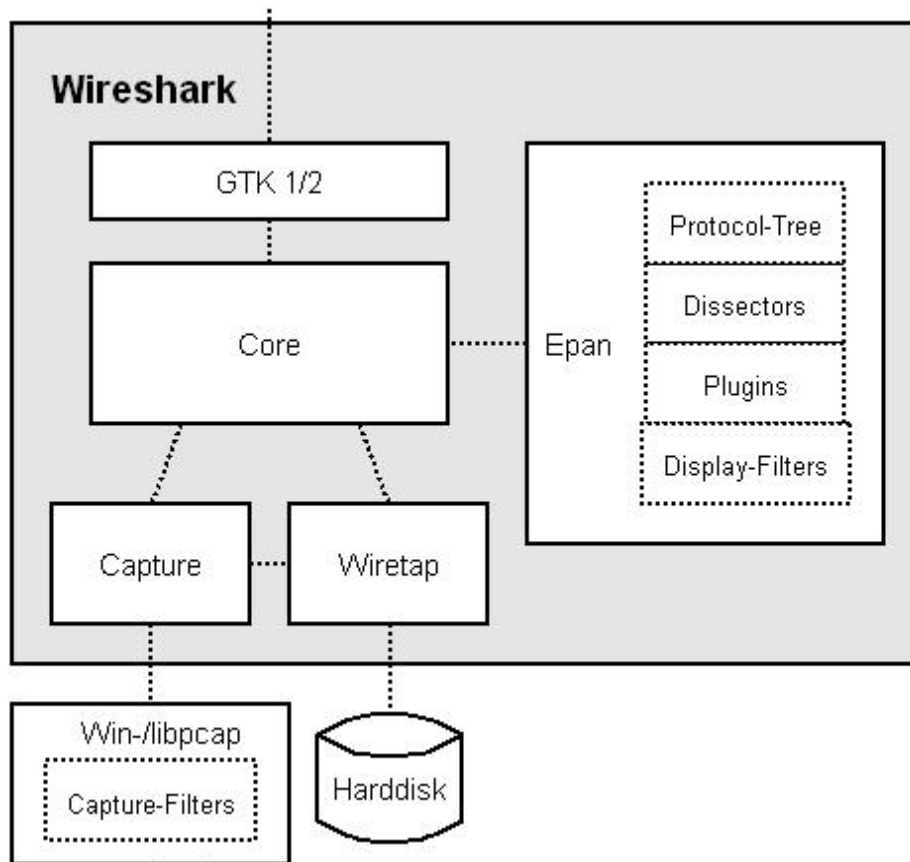 Wireshark
GTK 1/2
Core
Epan
Protocol-Tree
Dissectors
Plugins
Display-Filters
Capture
Wiretap
Win-/libpcap
Capture-Filters
Harddisk